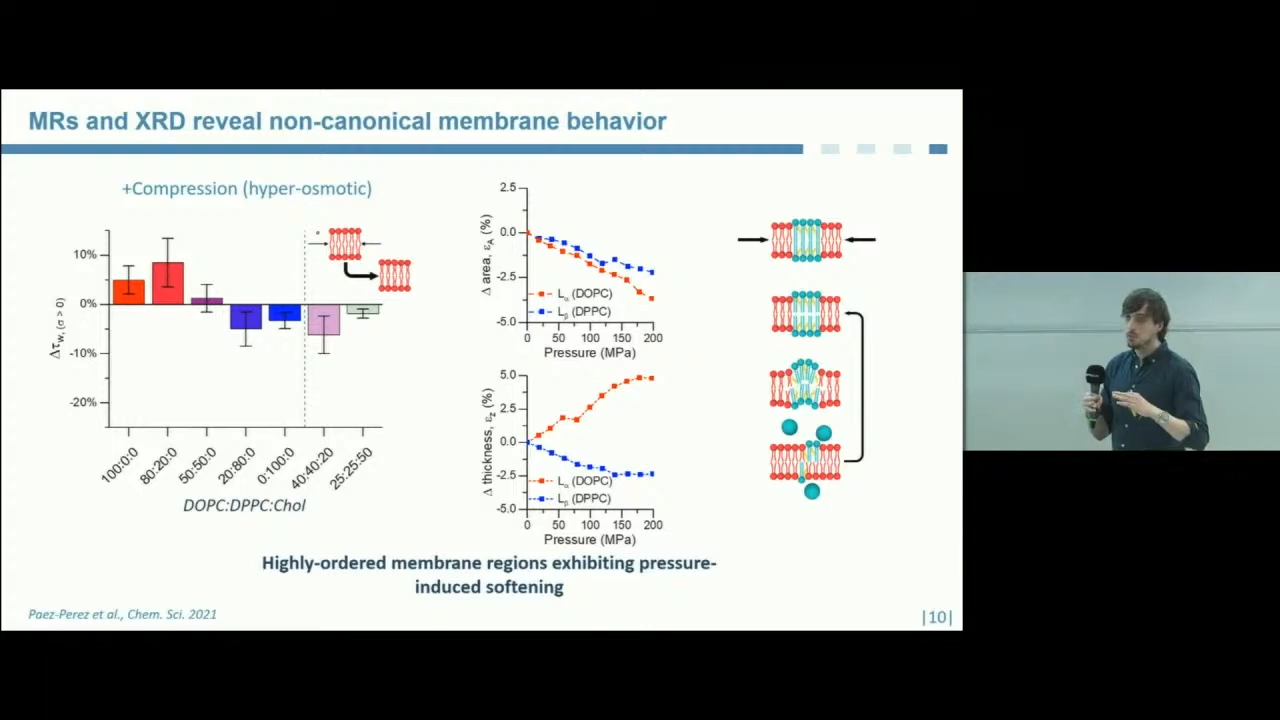 MRs and XRD reveal non-canonical membrane behavior
+Compression (hyper-osmotic)
10%
0%
-10%
-20%
Δτw, (σ > 0)
100:0:0
80:20:0
50:50:0
20:80:0
0:100:0
40:40:20
25:25:50
DOPC:DPPC:Chol
2.5
0.0
-2.5
-5.0
Δ area, εA (%)
Lα (DOPC)
Lβ (DPPC)
0 50 100 150 200
Pressure (MPa)
5.0
2.5
0.0
-2.5
-5.0
Δ thickness, εz (%)
Lα (DOPC)
Lβ (DPPC)
0 50 100 150 200
Pressure (MPa)
Highly-ordered membrane regions exhibiting pressure-
induced softening
Paez-Perez et al., Chem. Sci. 2021
|10|